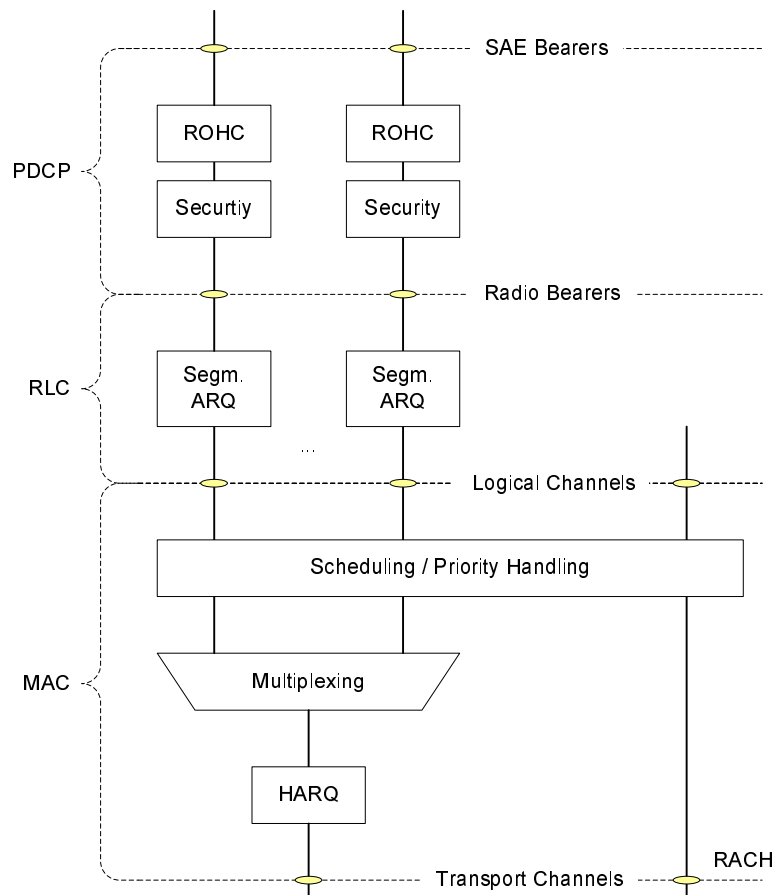 SAE Bearers
ROHC
ROHC
PDCP
Securtiy
Security
Radio Bearers
RLC
Segm.
ARQ
Segm.
ARQ
...
Logical Channels
Scheduling / Priority Handling
MAC
Multiplexing
HARQ
RACH
Transport Channels